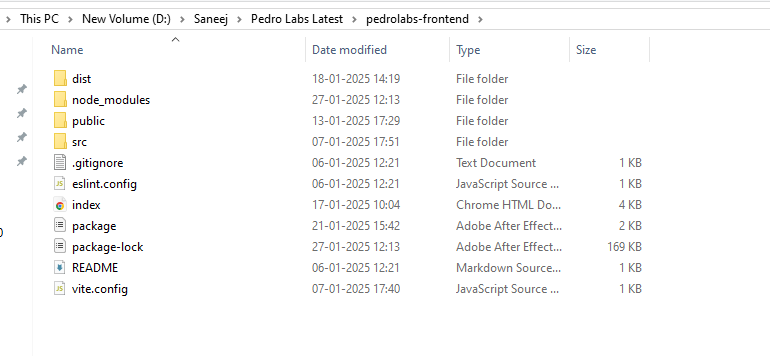 This PC > New Volume (D:) > Saneej > Pedro Labs Latest > pedrolabs-frontend >
Name Date modified Type Size
dist 18-01-2025 14:19 File folder
node_modules 27-01-2025 12:13 File folder
public 13-01-2025 17:29 File folder
src 07-01-2025 17:51 File folder
.gitignore 06-01-2025 12:21 Text Document 1 KB
eslint.config 06-01-2025 12:21 JavaScript Source ... 1 KB
index 17-01-2025 10:04 Chrome HTML Do... 4 KB
package 21-01-2025 15:42 Adobe After Effect... 2 KB
package-lock 27-01-2025 12:13 Adobe After Effect... 169 KB
README 06-01-2025 12:21 Markdown Source... 1 KB
vite.config 07-01-2025 17:40 JavaScript Source ... 1 KB